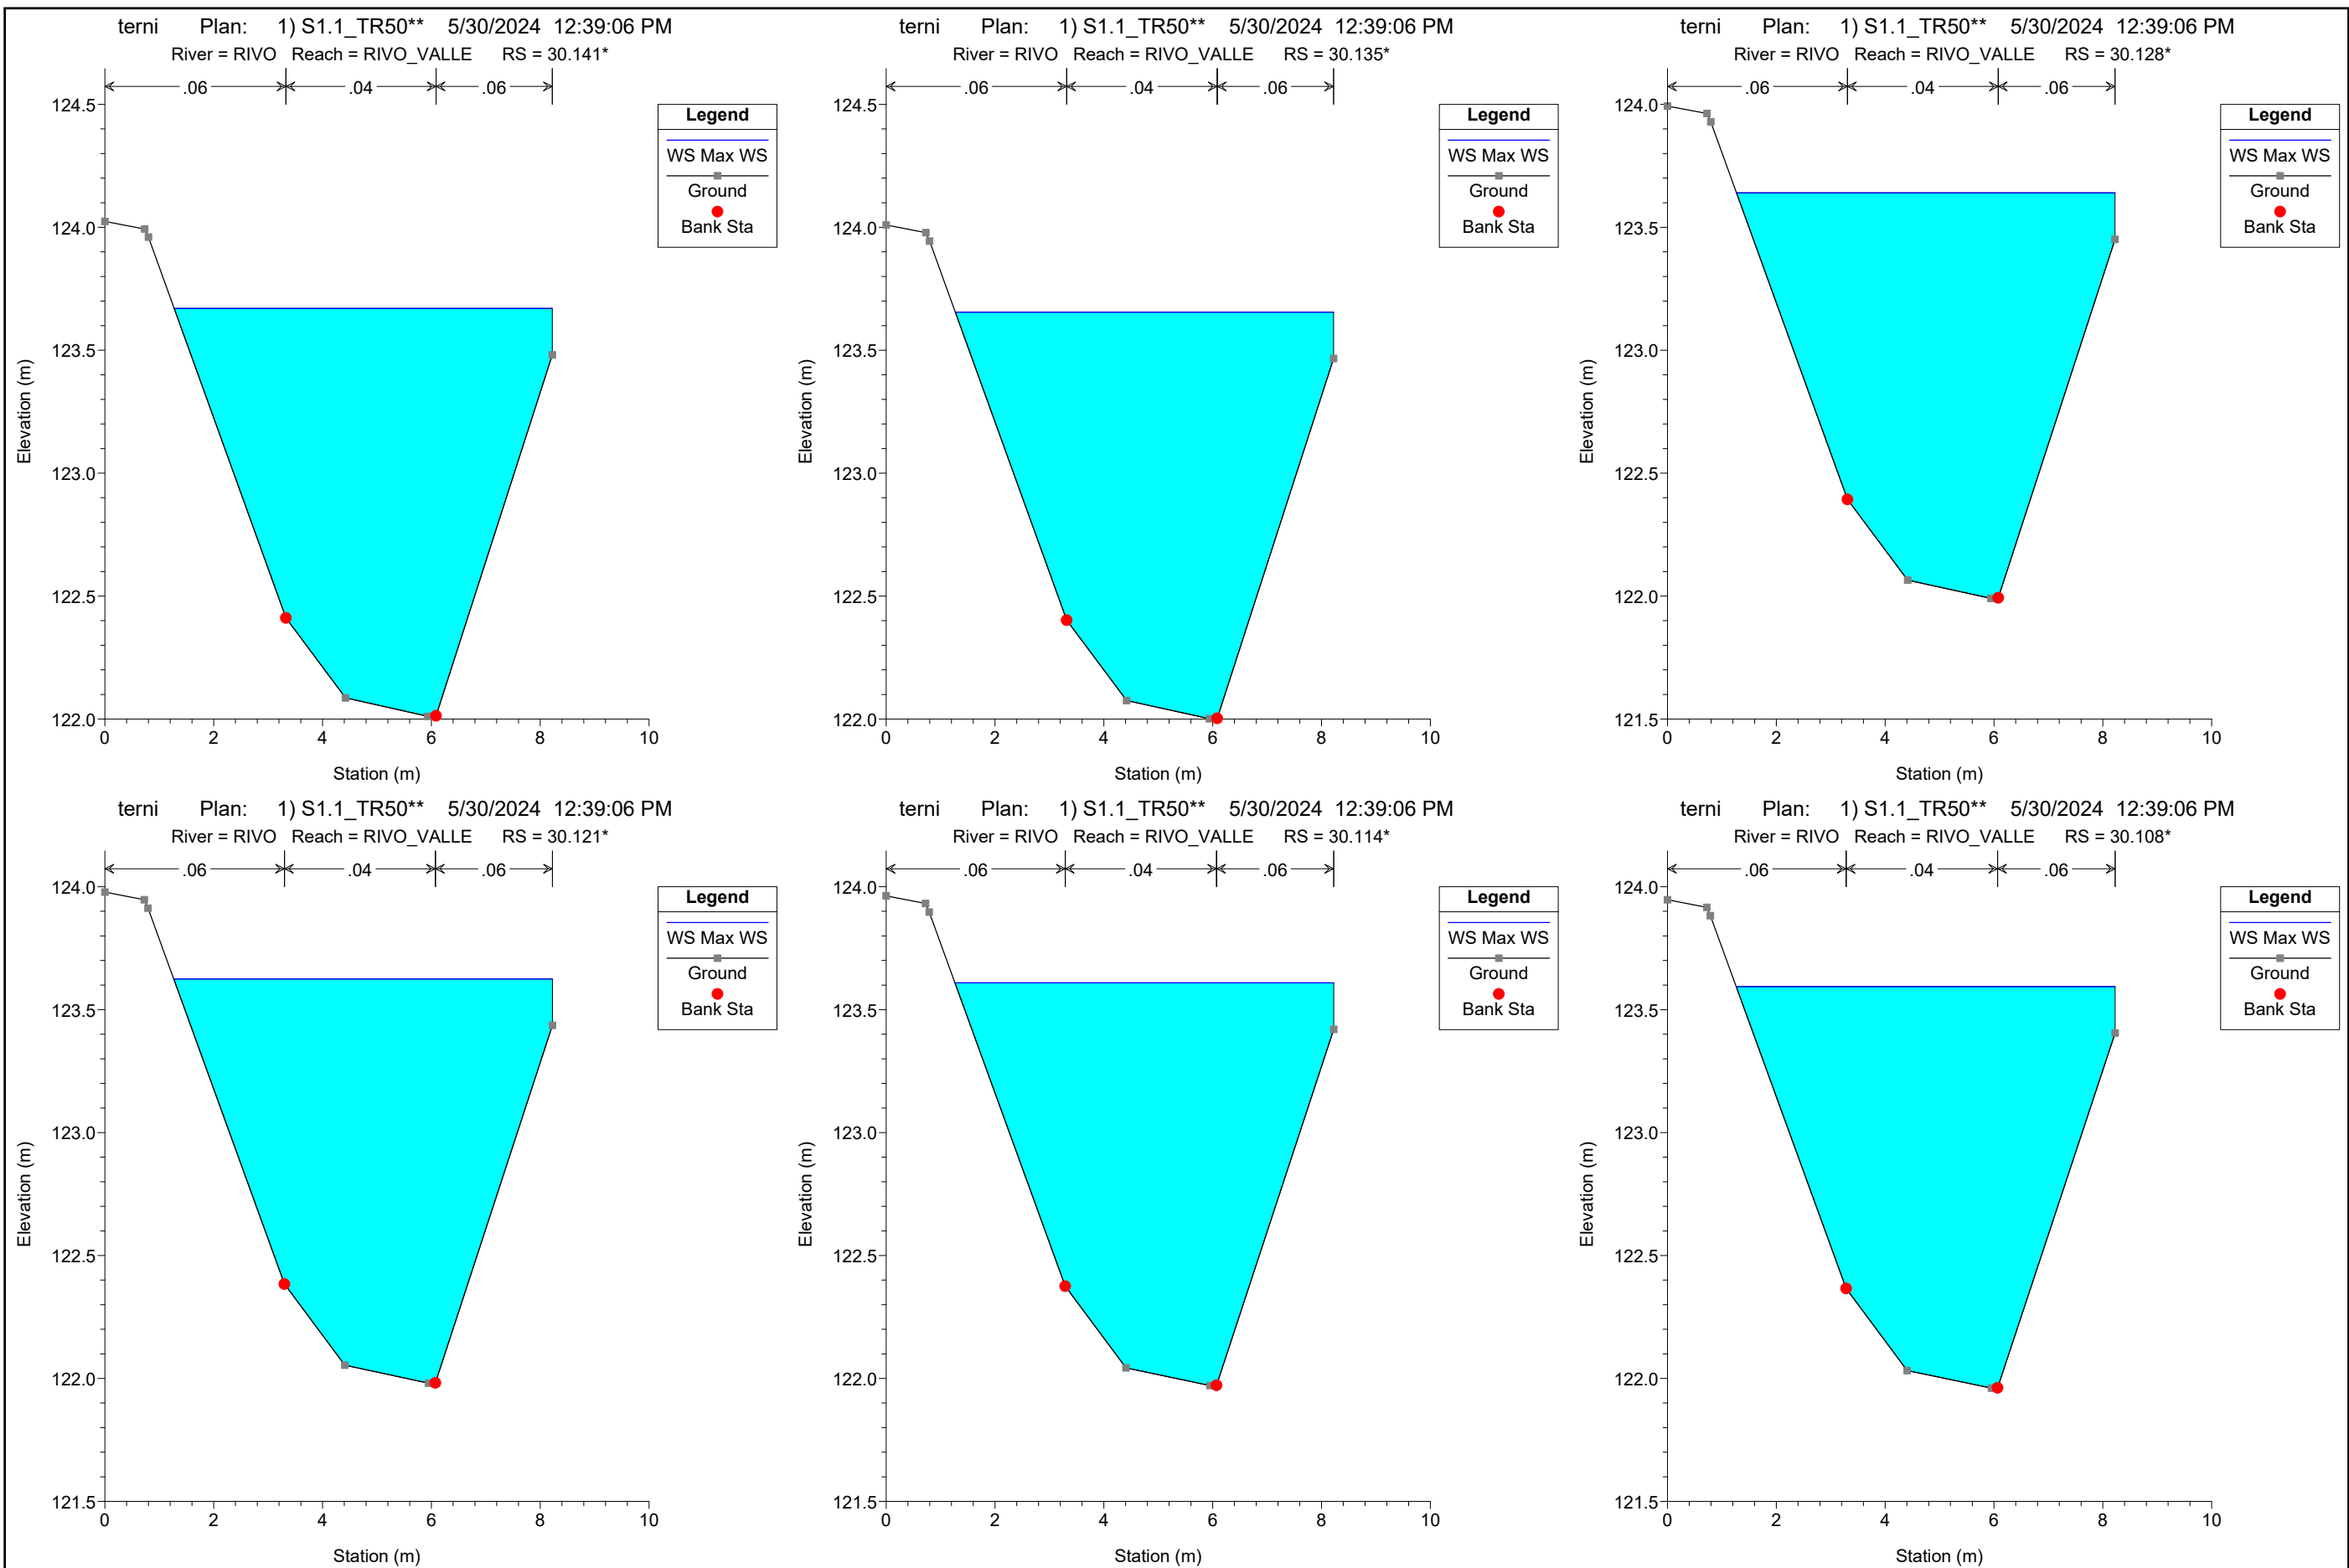 terni Plan: 1) S1.1_TR50** 5/30/2024 12:39:06 PM
River = RIVO Reach = RIVO_VALLE RS = 30.141*
.06 .04 .06
124.5
124.0
123.5
123.0
122.5
122.0
Elevation (m)
0 2 4 6 8 10
Station (m)
Legend
WS Max WS
Ground
Bank Sta
terni Plan: 1) S1.1_TR50** 5/30/2024 12:39:06 PM
River = RIVO Reach = RIVO_VALLE RS = 30.135*
.06 .04 .06
124.5
124.0
123.5
123.0
122.5
122.0
Elevation (m)
0 2 4 6 8 10
Station (m)
Legend
WS Max WS
Ground
Bank Sta
terni Plan: 1) S1.1_TR50** 5/30/2024 12:39:06 PM
River = RIVO Reach = RIVO_VALLE RS = 30.128*
.06 .04 .06
124.0
123.5
123.0
122.5
122.0
121.5
Elevation (m)
0 2 4 6 8 10
Station (m)
Legend
WS Max WS
Ground
Bank Sta
terni Plan: 1) S1.1_TR50** 5/30/2024 12:39:06 PM
River = RIVO Reach = RIVO_VALLE RS = 30.121*
.06 .04 .06
124.0
123.5
123.0
122.5
122.0
121.5
Elevation (m)
0 2 4 6 8 10
Station (m)
Legend
WS Max WS
Ground
Bank Sta
terni Plan: 1) S1.1_TR50** 5/30/2024 12:39:06 PM
River = RIVO Reach = RIVO_VALLE RS = 30.114*
.06 .04 .06
124.0
123.5
123.0
122.5
122.0
121.5
Elevation (m)
0 2 4 6 8 10
Station (m)
Legend
WS Max WS
Ground
Bank Sta
terni Plan: 1) S1.1_TR50** 5/30/2024 12:39:06 PM
River = RIVO Reach = RIVO_VALLE RS = 30.108*
.06 .04 .06
124.0
123.5
123.0
122.5
122.0
121.5
Elevation (m)
0 2 4 6 8 10
Station (m)
Legend
WS Max WS
Ground
Bank Sta